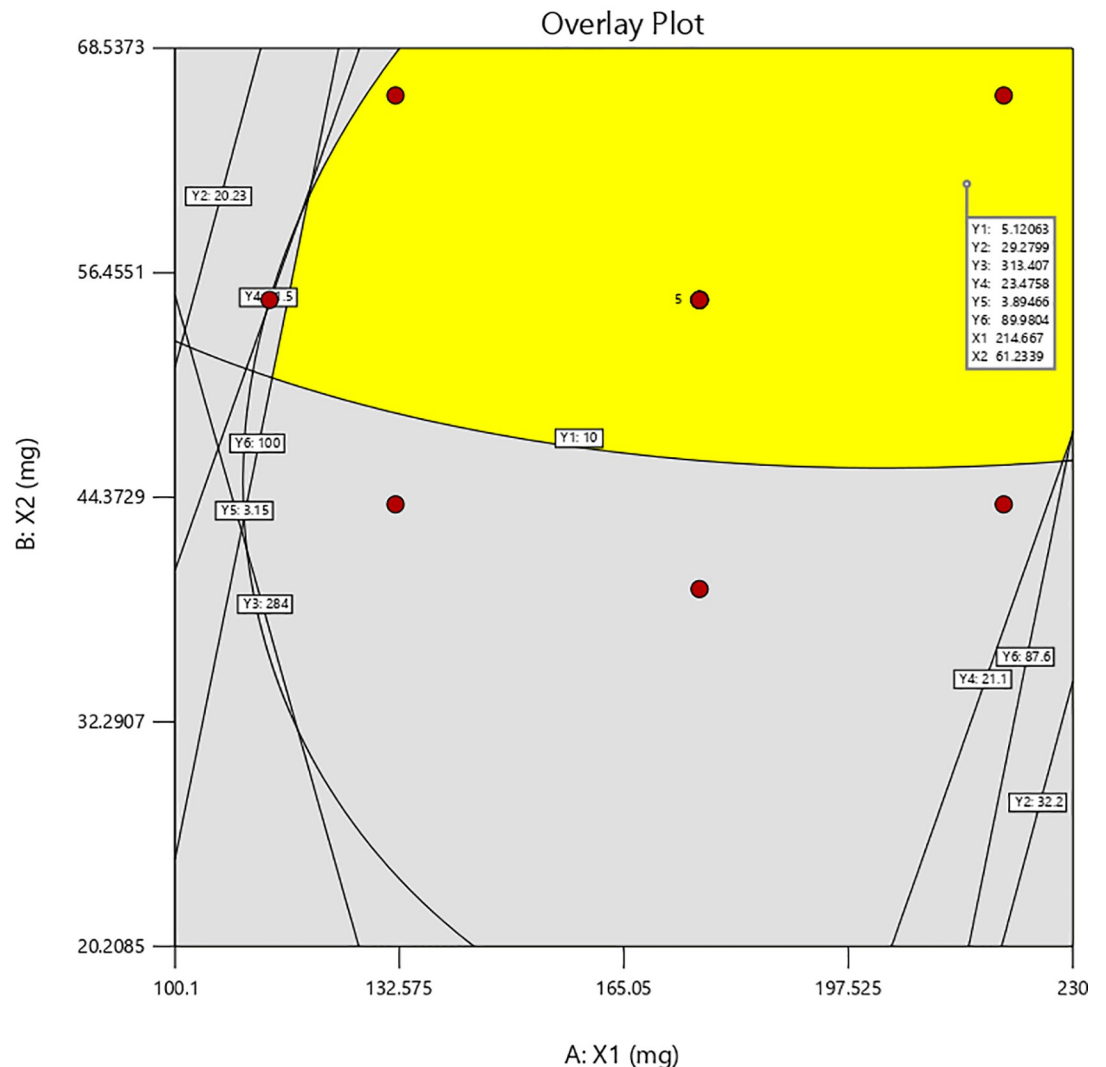 Overlay Plot
68.5373
56.4551
44.3729
32.2907
20.2085
B: X2 (mg)
Y2: 20.23
Y6: 100
Y5: 3.15
Y3: 284
Y1: 10
5
Y1: 5.12063
Y2: 29.2799
Y3: 313.407
Y4: 23.4758
Y5: 3.89466
Y6: 89.9804
X1 214.667
X2 61.2339
Y6: 87.6
Y4: 21.1
Y2: 32.2
100.1
132.575
165.05
197.525
230
A: X1 (mg)